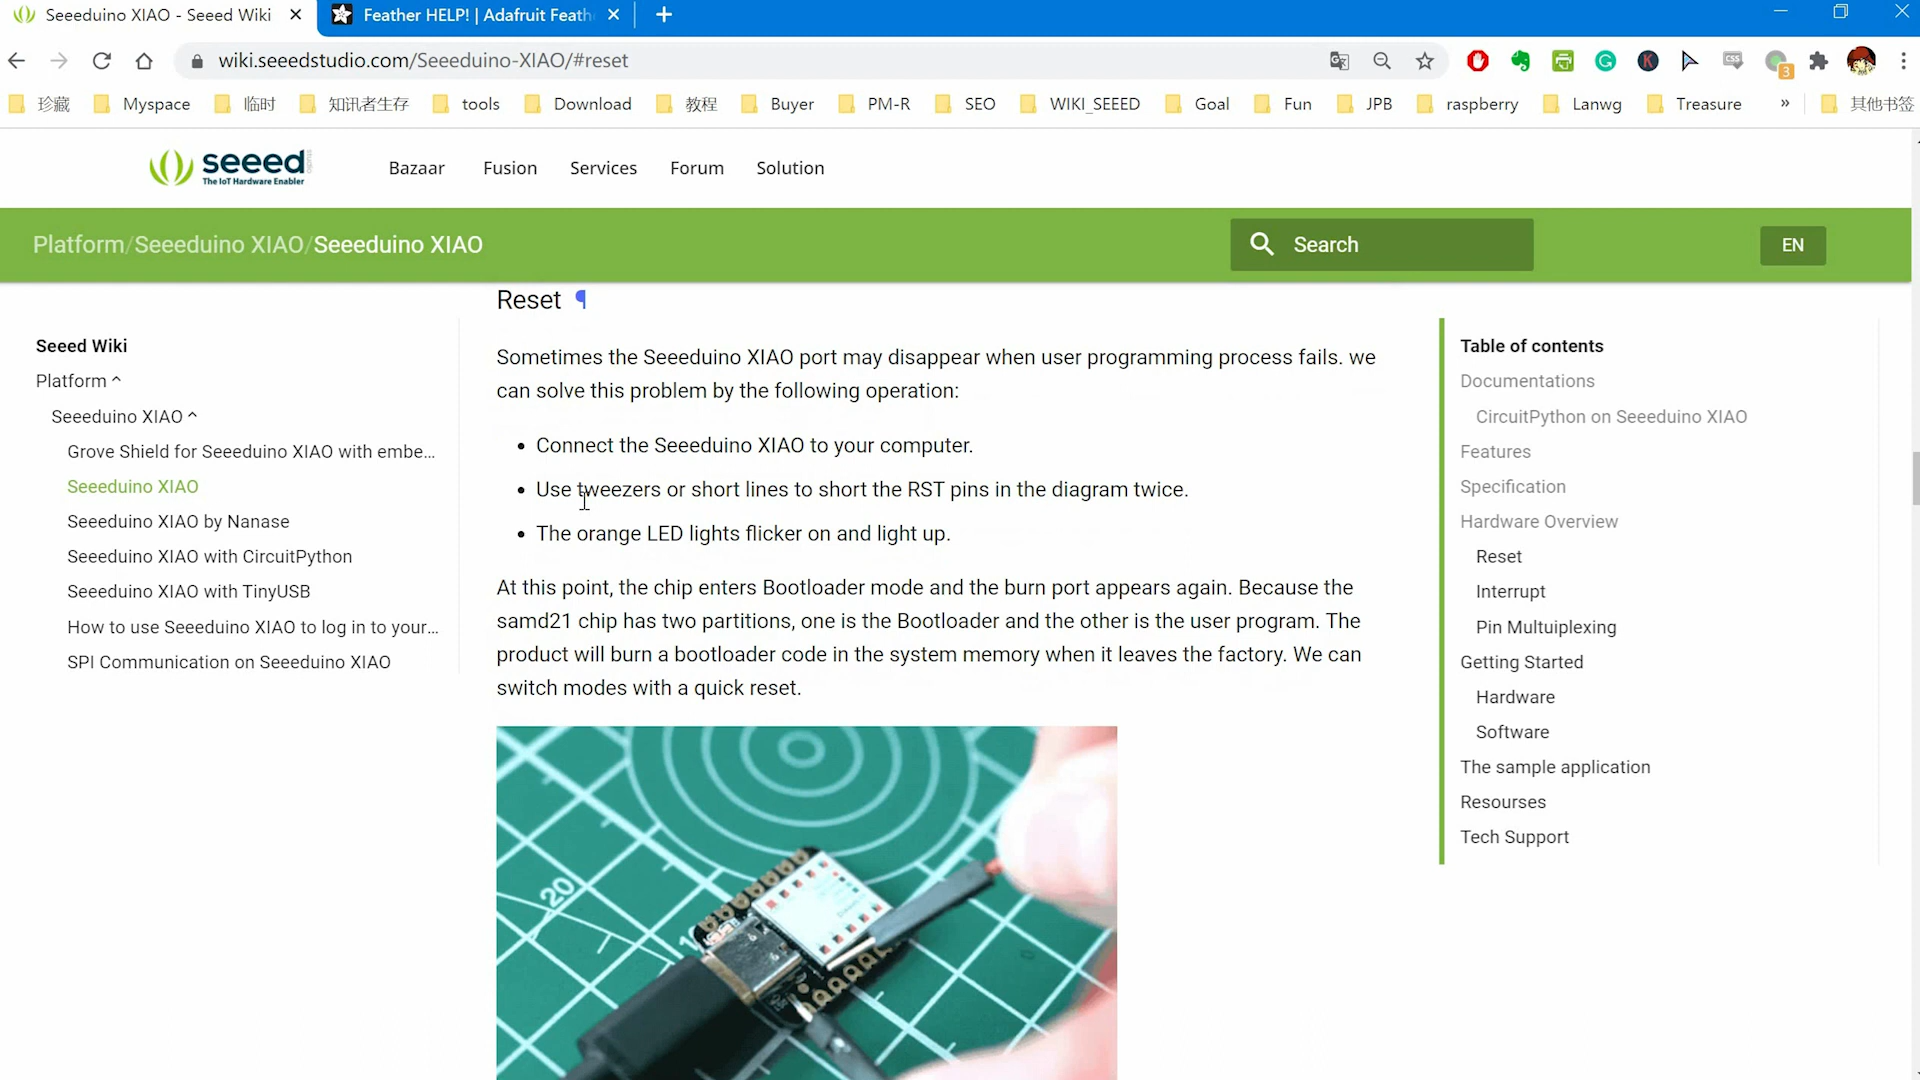 Seeeduino XIAO - Seeed Wiki
Feather HELP! | Adafruit Feath
wiki.seeedstudio.com/Seeeduino-XIAO/#reset
CSS
3
珍藏
Myspace
临时
知讯者生存
tools
Download
教程
Buyer
PM-R
SEO
WIKI_SEEED
Goal
Fun
JPB
raspberry
Lanwg
Treasure
»
其他书签
seeed
The IoT Hardware Enabler
Bazaar
Fusion
Services
Forum
Solution
Platform/Seeeduino XIAO/Seeeduino XIAO
Search
EN
Seeed Wiki
Platform
Seeeduino XIAO
Grove Shield for Seeeduino XIAO with embe...
Seeeduino XIAO
Seeeduino XIAO by Nanase
Seeeduino XIAO with CircuitPython
Seeeduino XIAO with TinyUSB
How to use Seeeduino XIAO to log in to your...
SPI Communication on Seeeduino XIAO
Reset ¶
Sometimes the Seeeduino XIAO port may disappear when user programming process fails. we
can solve this problem by the following operation:
• Connect the Seeeduino XIAO to your computer.
• Use tweezers or short lines to short the RST pins in the diagram twice.
• The orange LED lights flicker on and light up.
At this point, the chip enters Bootloader mode and the burn port appears again. Because the
samd21 chip has two partitions, one is the Bootloader and the other is the user program. The
product will burn a bootloader code in the system memory when it leaves the factory. We can
switch modes with a quick reset.
20
Table of contents
Documentations
CircuitPython on Seeeduino XIAO
Features
Specification
Hardware Overview
Reset
Interrupt
Pin Multuiplexing
Getting Started
Hardware
Software
The sample application
Resourses
Tech Support